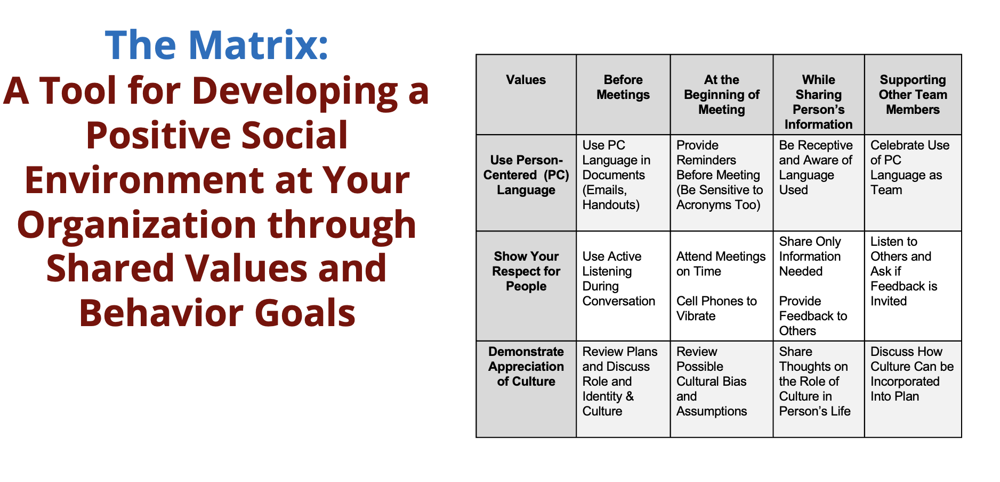 The Matrix:
A Tool for Developing a
Positive Social
Environment at Your
Organization through
Shared Values and
Behavior Goals
Values
Before
Meetings
At the
Beginning of
Meeting
While
Sharing
Person’s
Information
Supporting
Other Team
Members
Use Person-
Centered (PC)
Language
Use PC
Language in
Documents
(Emails,
Handouts)
Provide
Reminders
Before Meeting
(Be Sensitive to
Acronyms Too)
Be Receptive
and Aware of
Language
Used
Celebrate Use
of PC
Language as
Team
Show Your
Respect for
People
Use Active
Listening
During
Conversation
Attend Meetings
on Time
Cell Phones to
Vibrate
Share Only
Information
Needed
Provide
Feedback to
Others
Listen to
Others and
Ask if
Feedback is
Invited
Demonstrate
Appreciation
of Culture
Review Plans
and Discuss
Role and
Identity &
Culture
Review
Possible
Cultural Bias
and
Assumptions
Share
Thoughts on
the Role of
Culture in
Person’s Life
Discuss How
Culture Can be
Incorporated
Into Plan